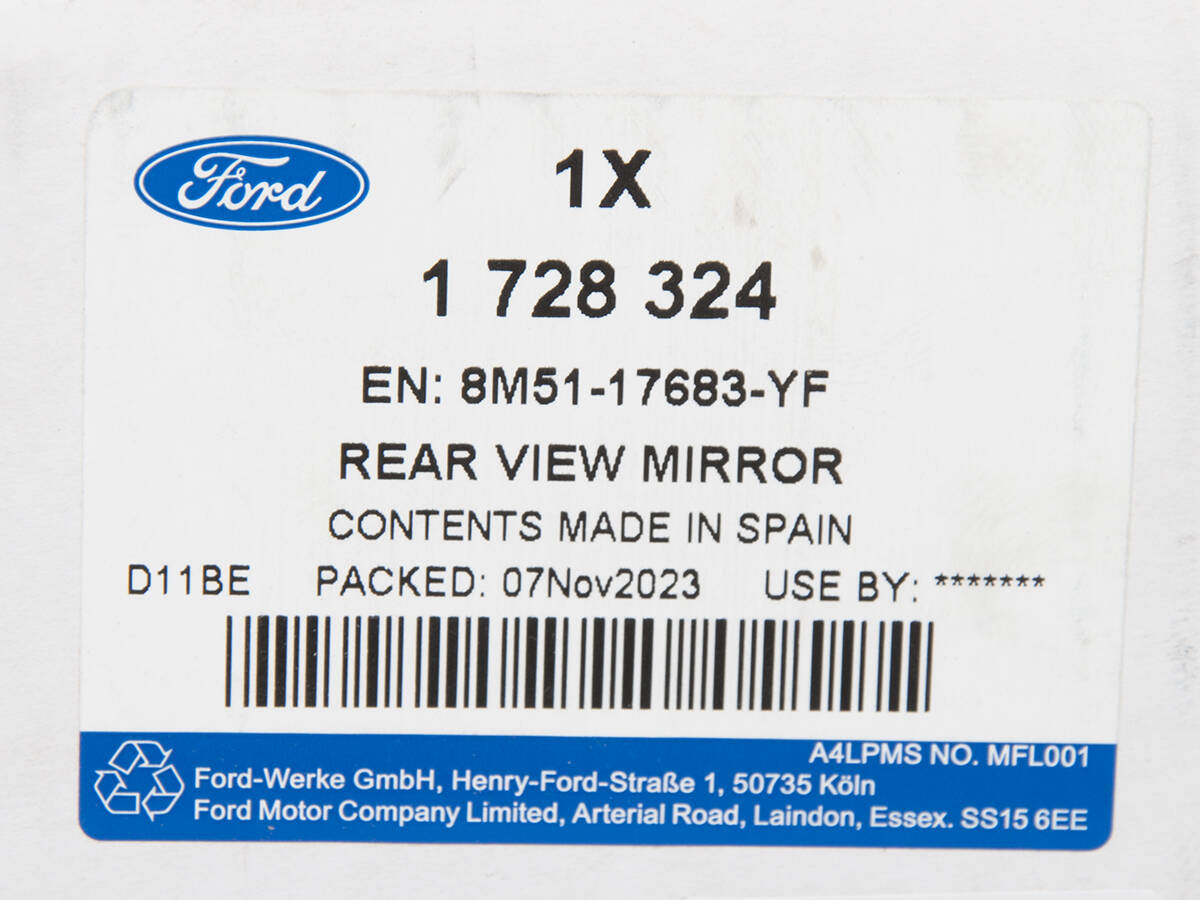 Ford
1X
1 728 324
EN: 8M51-17683-YF
REAR VIEW MIRROR
CONTENTS MADE IN SPAIN
D11BE PACKED: 07Nov2023 USE BY: *******
A4LPMS NO. MFL001
Ford-Werke GmbH, Henry-Ford-Straße 1, 50735 Köln
Ford Motor Company Limited, Arterial Road, Laindon, Essex. SS15 6EE